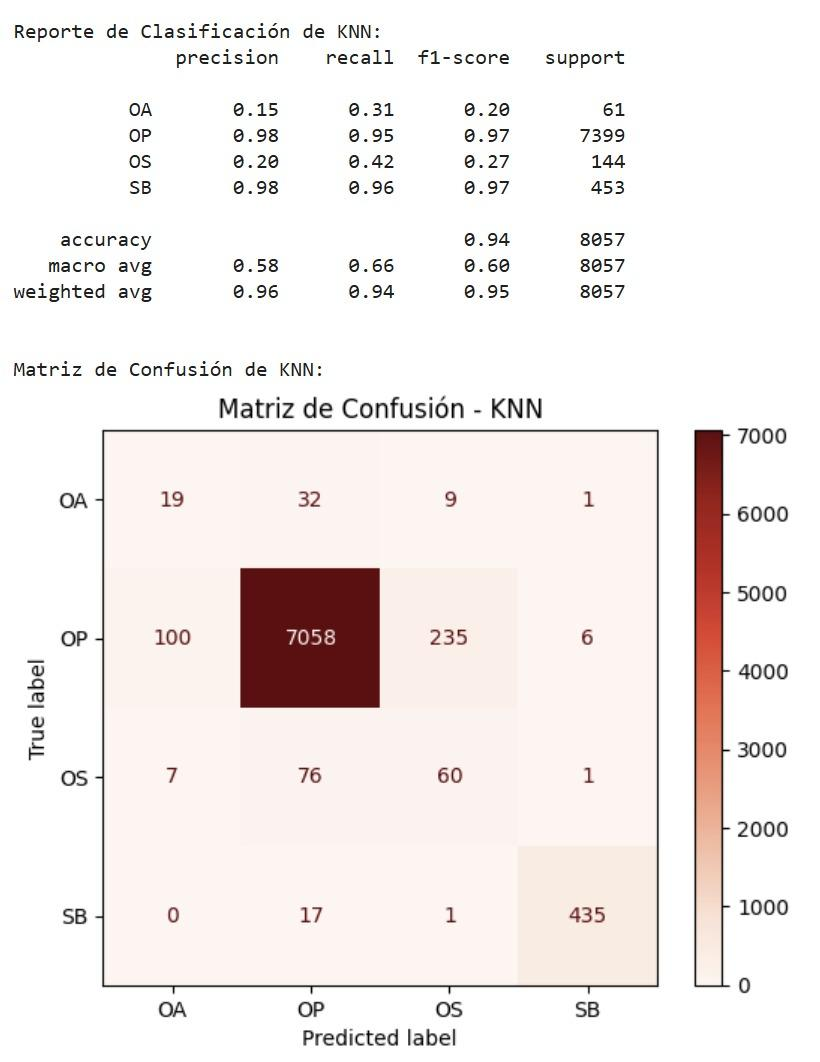 Reporte de Clasificación de KNN:
precision recall f1-score support
OA 0.15 0.31 0.20 61
OP 0.98 0.95 0.97 7399
OS 0.20 0.42 0.27 144
SB 0.98 0.96 0.97 453
accuracy 0.94 8057
macro avg 0.58 0.66 0.60 8057
weighted avg 0.96 0.94 0.95 8057
Matriz de Confusión de KNN:
Matriz de Confusión - KNN
OA 19 32 9 1
OP 100 7058 235 6
OS 7 76 60 1
SB 0 17 1 435
OA OP OS SB
True label
Predicted label
7000
6000
5000
4000
3000
2000
1000
0